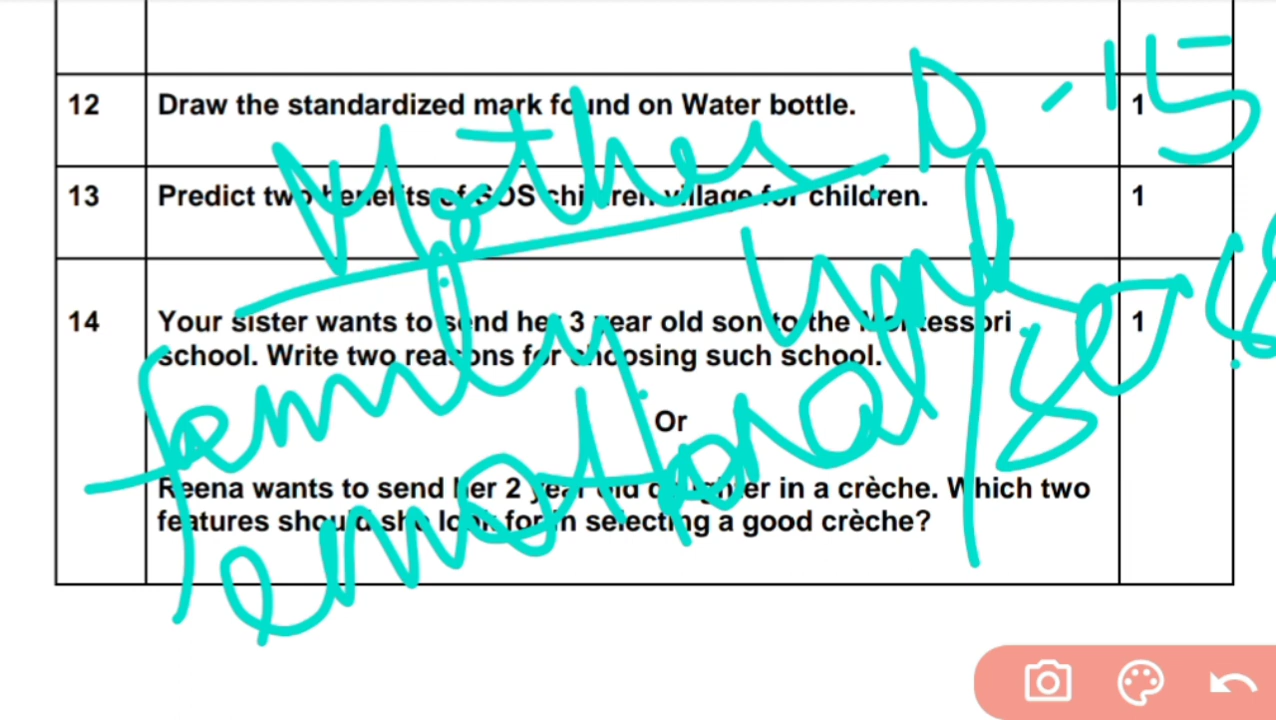 12 Draw the standardized mark found on Water bottle. 1
13 Predict two benefits of SOS children village for children. 1
14 Your sister wants to send her 3 year old son to the Montessori 1
school. Write two reasons for choosing such school.
Or
Reena wants to send her 2 year old daughter in a crèche. Which two
features should she look for in selecting a good crèche?
Mother
family
emotional